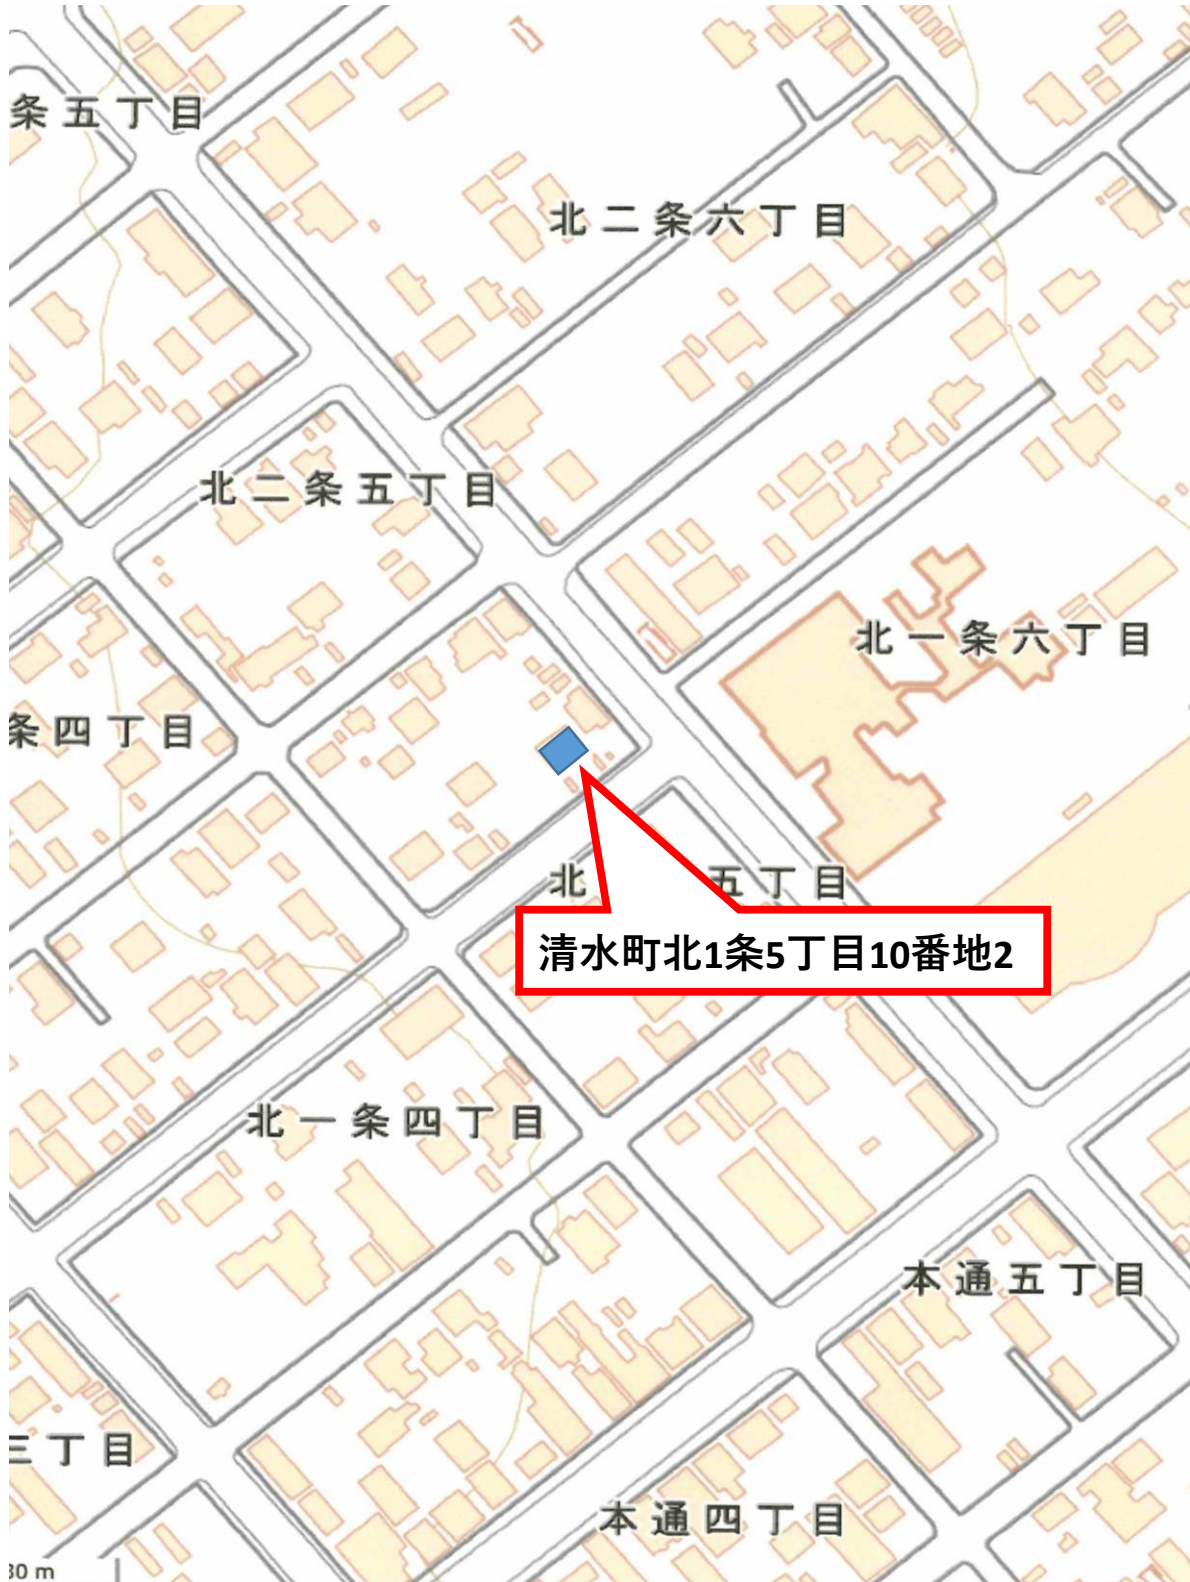 条五丁目
北二条六丁目
北二条五丁目
北一条六丁目
条四丁目
北 五丁目
清水町北1条5丁目10番地2
北一条四丁目
本通五丁目
三丁目
本通四丁目
30 m